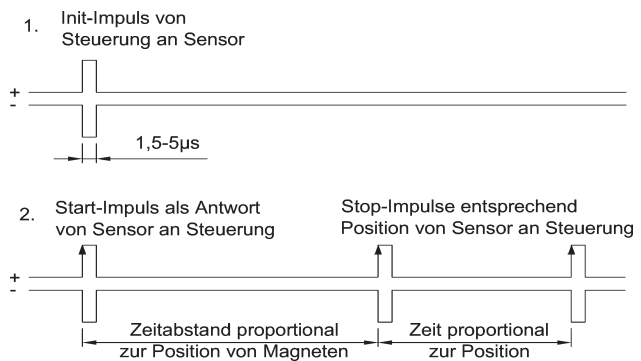 1. Init-Impuls von
Steuerung an Sensor
+
-
1,5-5µs
2. Start-Impuls als Antwort
von Sensor an Steuerung
Stop-Impulse entsprechend
Position von Sensor an Steuerung
+
-
Zeitabstand proportional
zur Position von Magneten
Zeit proportional
zur Position